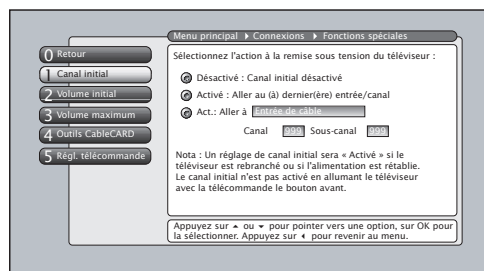 Menu principal ▶ Connexions ▶ Fonctions spéciales
0 Retour
1 Canal initial
2 Volume initial
3 Volume maximum
4 Outils CableCARD
5 Régl. télécommande
Sélectionnez l'action à la remise sous tension du téléviseur :
Désactivé : Canal initial désactivé
Activé : Aller au (à) dernier(ère) entrée/canal
Act.: Aller à Entrée de câble
Canal 999 Sous-canal 999
Nota : Un réglage de canal initial sera « Activé » si le
téléviseur est rebranché ou si l'alimentation est rétablie.
Le canal initial n'est pas activé en allumant le téléviseur
avec la télécommande le bouton avant.
Appuyez sur ▲ ou ▼ pour pointer vers une option, sur OK pour
la sélectionner. Appuyez sur ◀ pour revenir au menu.